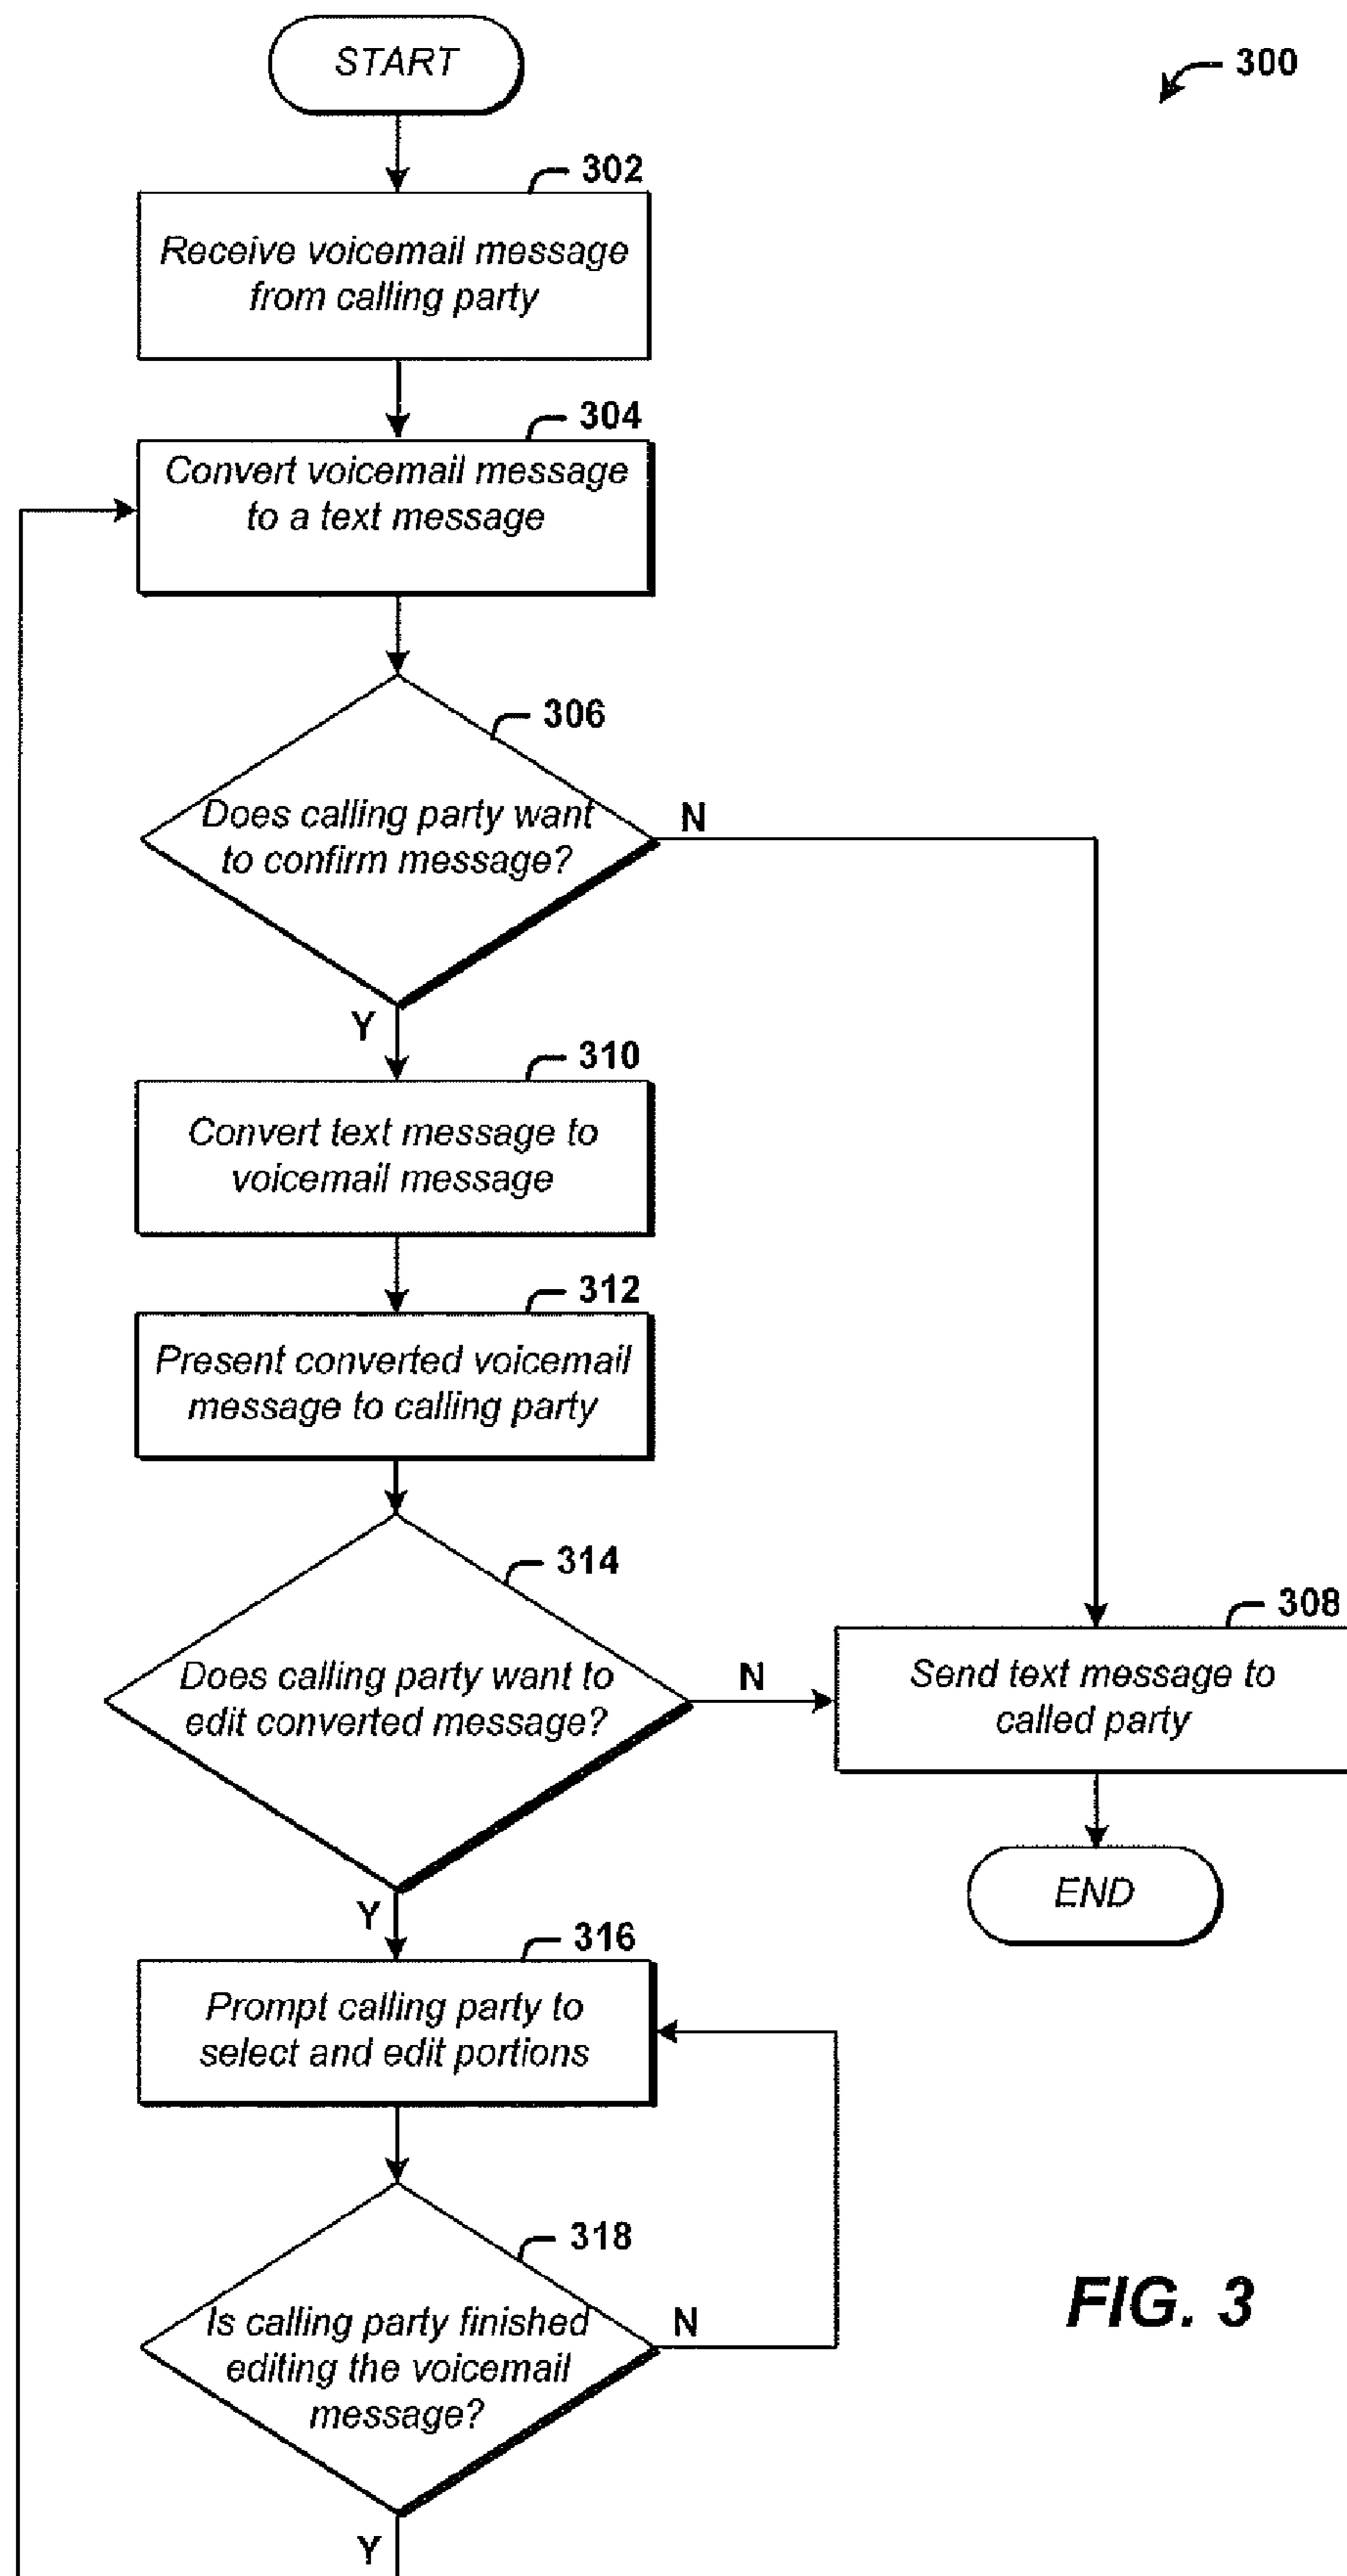 START
300
302
Receive voicemail message
from calling party
304
Convert voicemail message
to a text message
306
Does calling party want
to confirm message?
N
Y
310
Convert text message to
voicemail message
312
Present converted voicemail
message to calling party
314
Does calling party want to
edit converted message?
N
308
Send text message to
called party
END
Y
316
Prompt calling party to
select and edit portions
318
Is calling party finished
editing the voicemail
message?
N
Y
FIG. 3